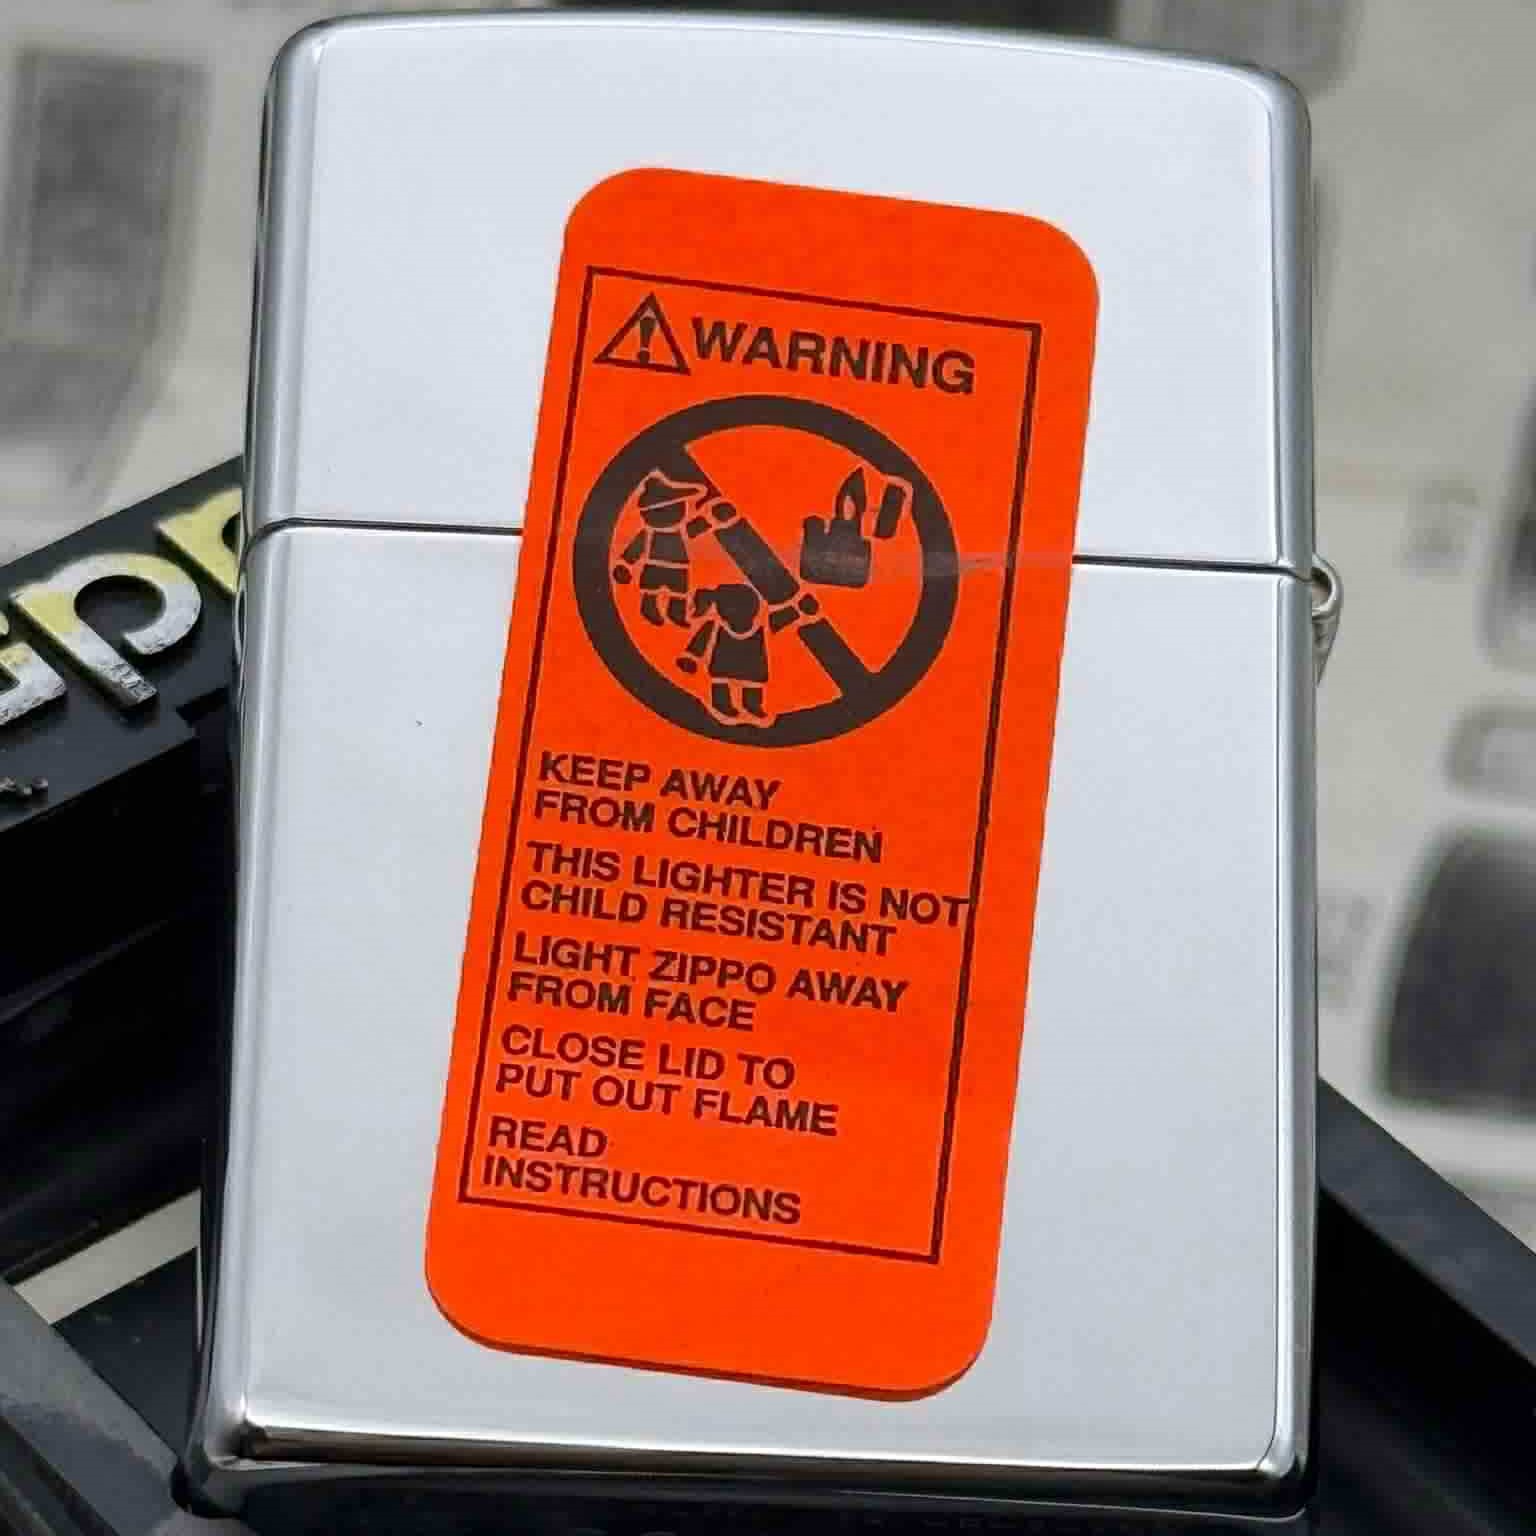 WARNING
KEEP AWAY
FROM CHILDREN
THIS LIGHTER IS NOT
CHILD RESISTANT
LIGHT ZIPPO AWAY
FROM FACE
CLOSE LID TO
PUT OUT FLAME
READ
INSTRUCTIONS